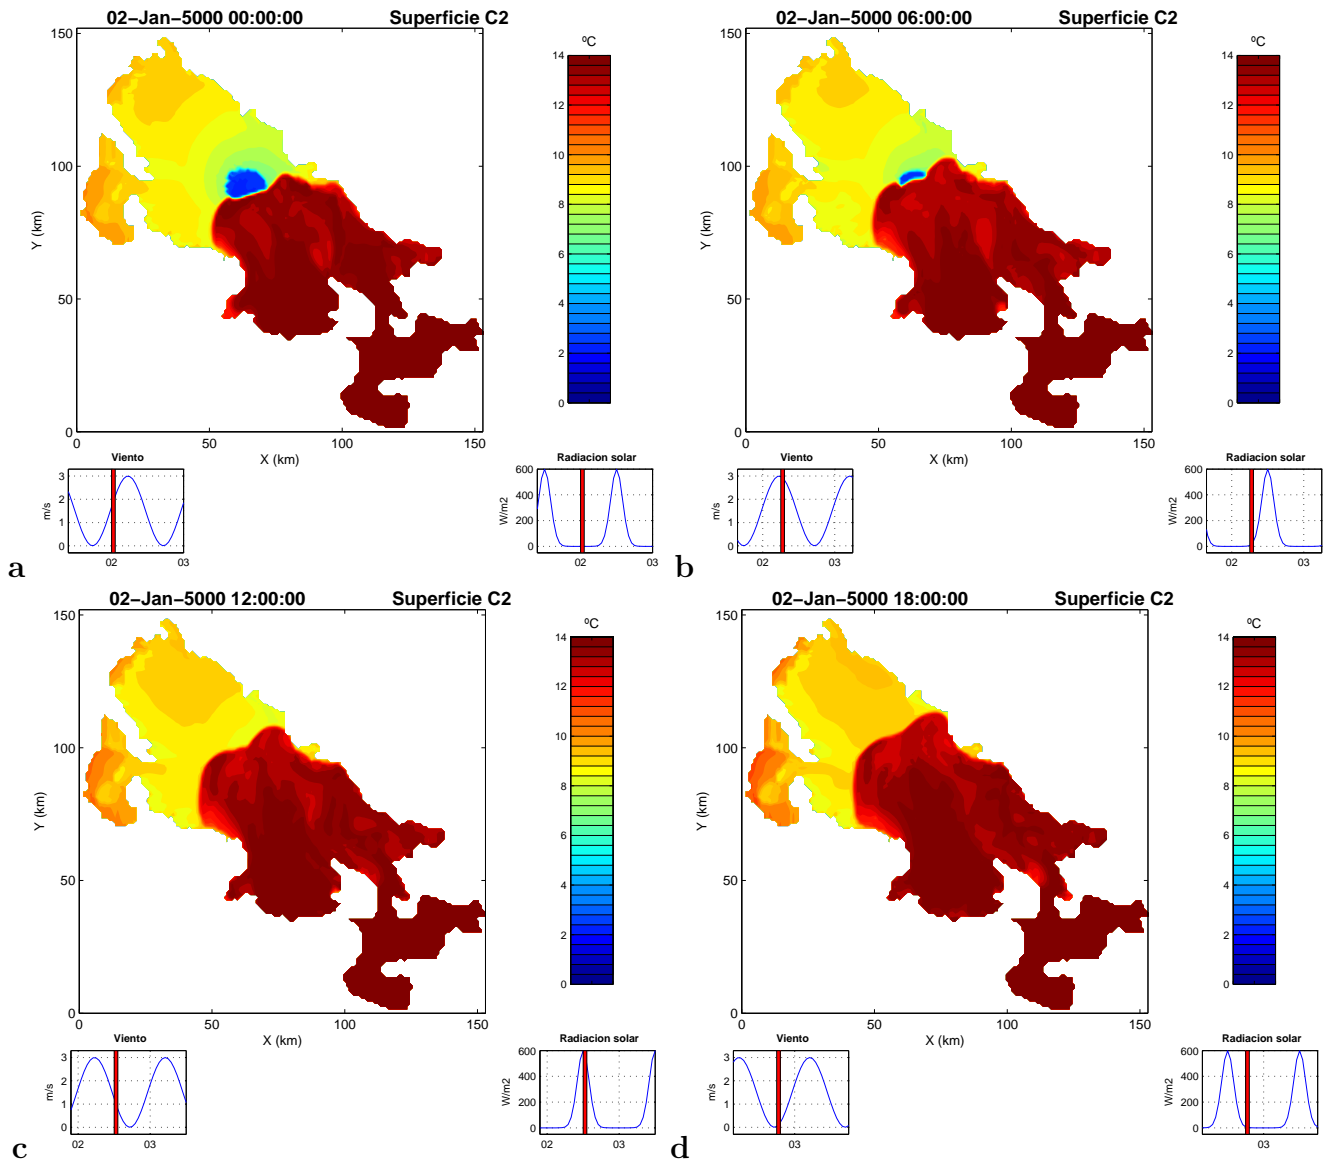 02−Jan−5000 00:00:00 Superficie C2
ºC
150
100
50
0
0 50 100 150
X (km)
Y (km)
14
12
10
8
6
4
2
0
Viento
3
2
1
0
m/s
02 03
Radiacion solar
600
400
200
0
W/m2
02 03
a
02−Jan−5000 06:00:00 Superficie C2
ºC
150
100
50
0
0 50 100 150
X (km)
Y (km)
14
12
10
8
6
4
2
0
Viento
3
2
1
0
m/s
02 03
Radiacion solar
600
400
200
0
W/m2
02 03
b
02−Jan−5000 12:00:00 Superficie C2
ºC
150
100
50
0
0 50 100 150
X (km)
Y (km)
14
12
10
8
6
4
2
0
Viento
3
2
1
0
m/s
02 03
Radiacion solar
600
400
200
0
W/m2
02 03
c
02−Jan−5000 18:00:00 Superficie C2
ºC
150
100
50
0
0 50 100 150
X (km)
Y (km)
14
12
10
8
6
4
2
0
Viento
3
2
1
0
m/s
03
Radiacion solar
600
400
200
0
W/m2
03
d